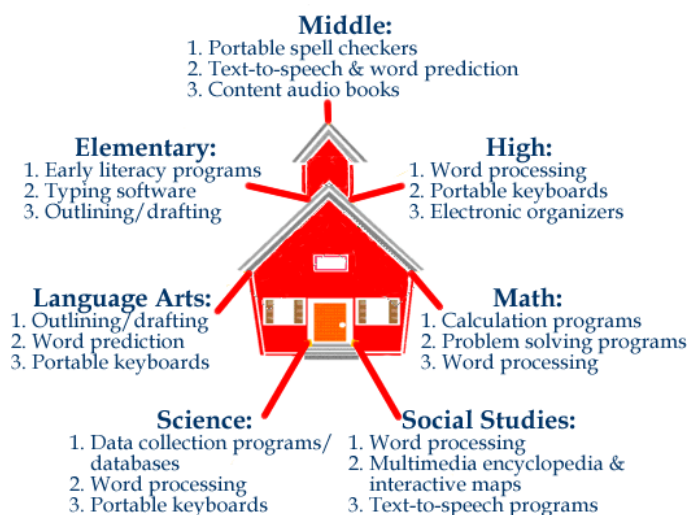 Middle:
1. Portable spell checkers
2. Text-to-speech & word prediction
3. Content audio books
Elementary:
1. Early literacy programs
2. Typing software
3. Outlining/drafting
High:
1. Word processing
2. Portable keyboards
3. Electronic organizers
Language Arts:
1. Outlining/drafting
2. Word prediction
3. Portable keyboards
Math:
1. Calculation programs
2. Problem solving programs
3. Word processing
Science:
1. Data collection programs/
databases
2. Word processing
3. Portable keyboards
Social Studies:
1. Word processing
2. Multimedia encyclopedia &
interactive maps
3. Text-to-speech programs